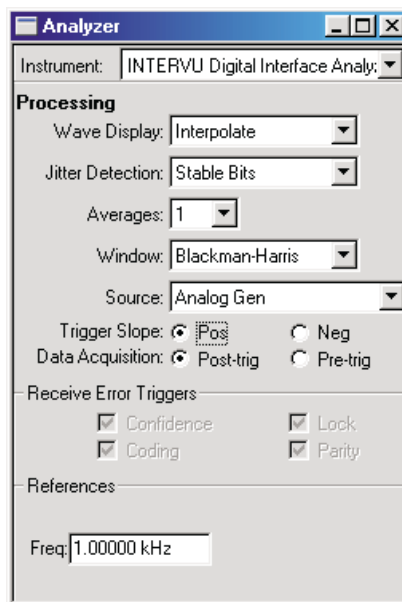 Analyzer
Instrument: INTERVU Digital Interface Analy:
Processing
Wave Display: Interpolate
Jitter Detection: Stable Bits
Averages: 1
Window: Blackman-Harris
Source: Analog Gen
Trigger Slope: Pos Neg
Data Acquisition: Post-trig Pre-trig
Receive Error Triggers
Confidence Lock
Coding Parity
References
Freq: 1.00000 kHz